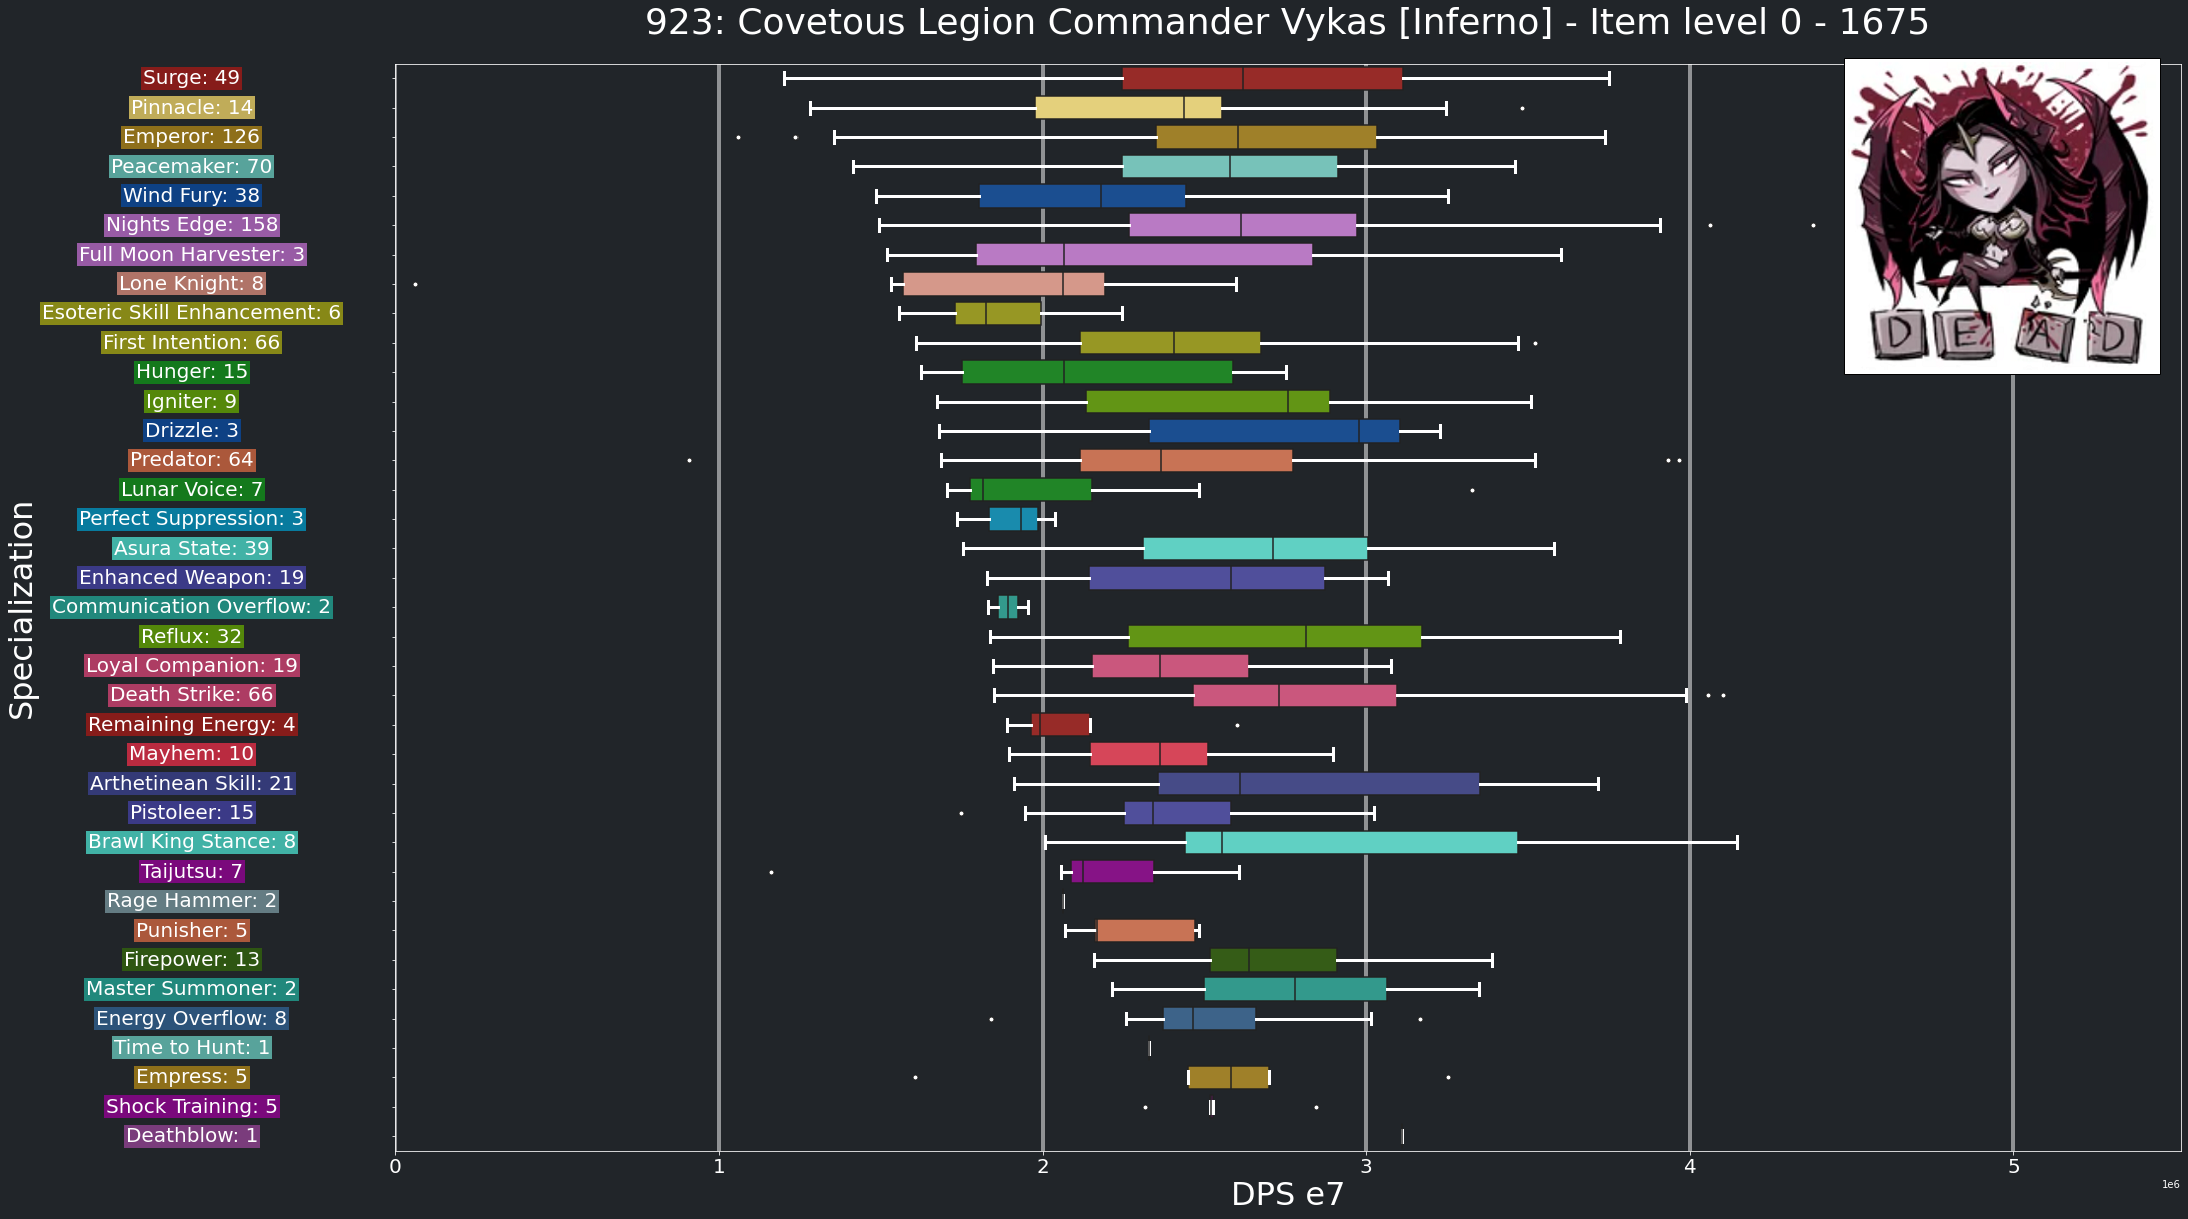 923: Covetous Legion Commander Vykas [Inferno] - Item level 0 - 1675
Specialization
Surge: 49
Pinnacle: 14
Emperor: 126
Peacemaker: 70
Wind Fury: 38
Nights Edge: 158
Full Moon Harvester: 3
Lone Knight: 8
Esoteric Skill Enhancement: 6
First Intention: 66
Hunger: 15
Igniter: 9
Drizzle: 3
Predator: 64
Lunar Voice: 7
Perfect Suppression: 3
Asura State: 39
Enhanced Weapon: 19
Communication Overflow: 2
Reflux: 32
Loyal Companion: 19
Death Strike: 66
Remaining Energy: 4
Mayhem: 10
Arthetinean Skill: 21
Pistoleer: 15
Brawl King Stance: 8
Taijutsu: 7
Rage Hammer: 2
Punisher: 5
Firepower: 13
Master Summoner: 2
Energy Overflow: 8
Time to Hunt: 1
Empress: 5
Shock Training: 5
Deathblow: 1
DEAD
0 1 2 3 4 5
1e6
DPS e7